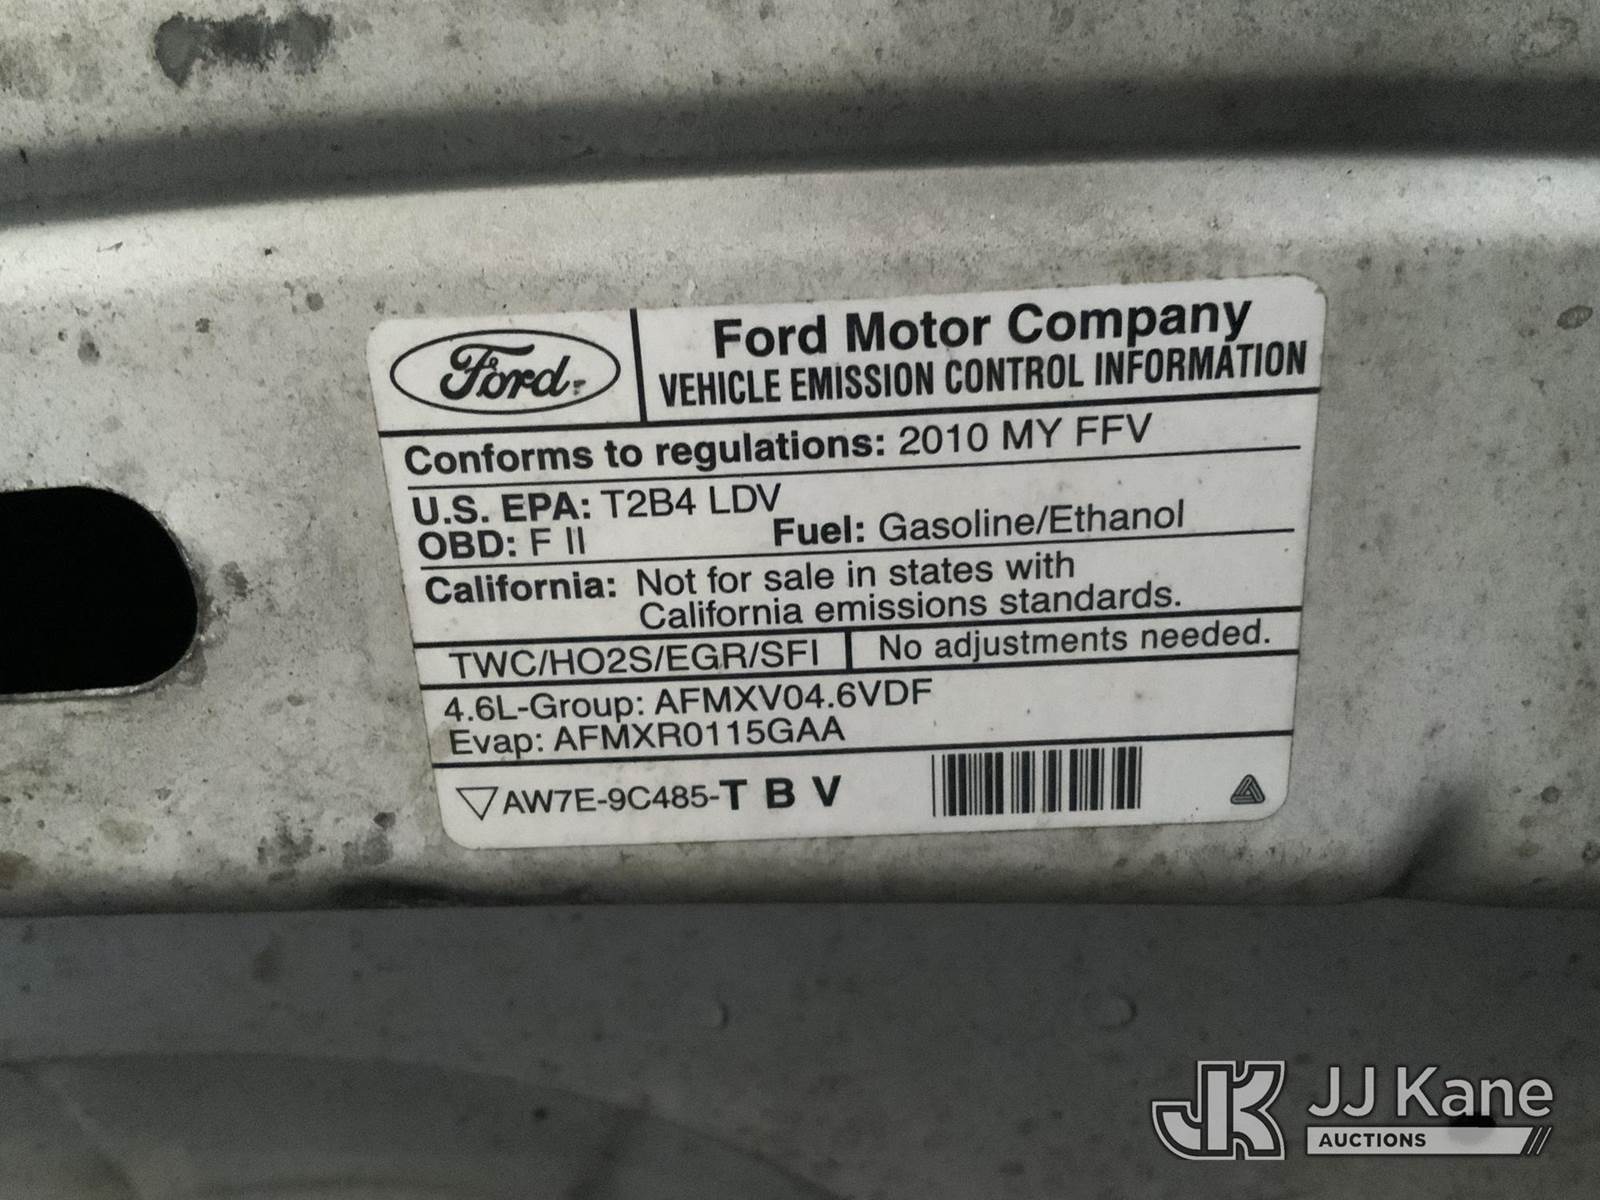 Ford
Ford Motor Company
VEHICLE EMISSION CONTROL INFORMATION
Conforms to regulations: 2010 MY FFV
U.S. EPA: T2B4 LDV
OBD: F II
Fuel: Gasoline/Ethanol
California: Not for sale in states with
California emissions standards.
TWC/HO2S/EGR/SFI
No adjustments needed.
4.6L-Group: AFMXV04.6VDF
Evap: AFMXR0115GAA
AW7E-9C485-T B V
JK JJ Kane
AUCTIONS